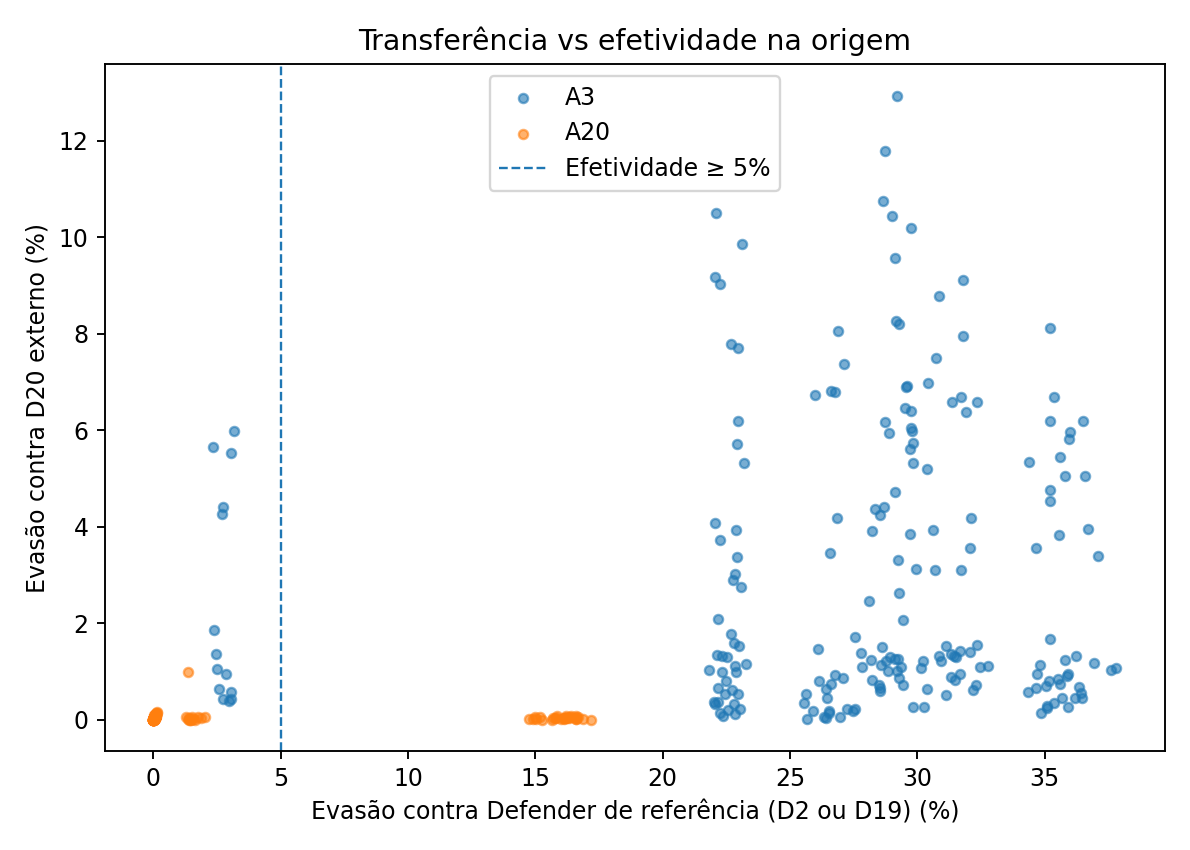 Transferência vs efetividade na origem
A3
A20
Efetividade ≥ 5%
Evasão contra D20 externo (%)
12
10
8
6
4
2
0
0 5 10 15 20 25 30 35
Evasão contra Defender de referência (D2 ou D19) (%)